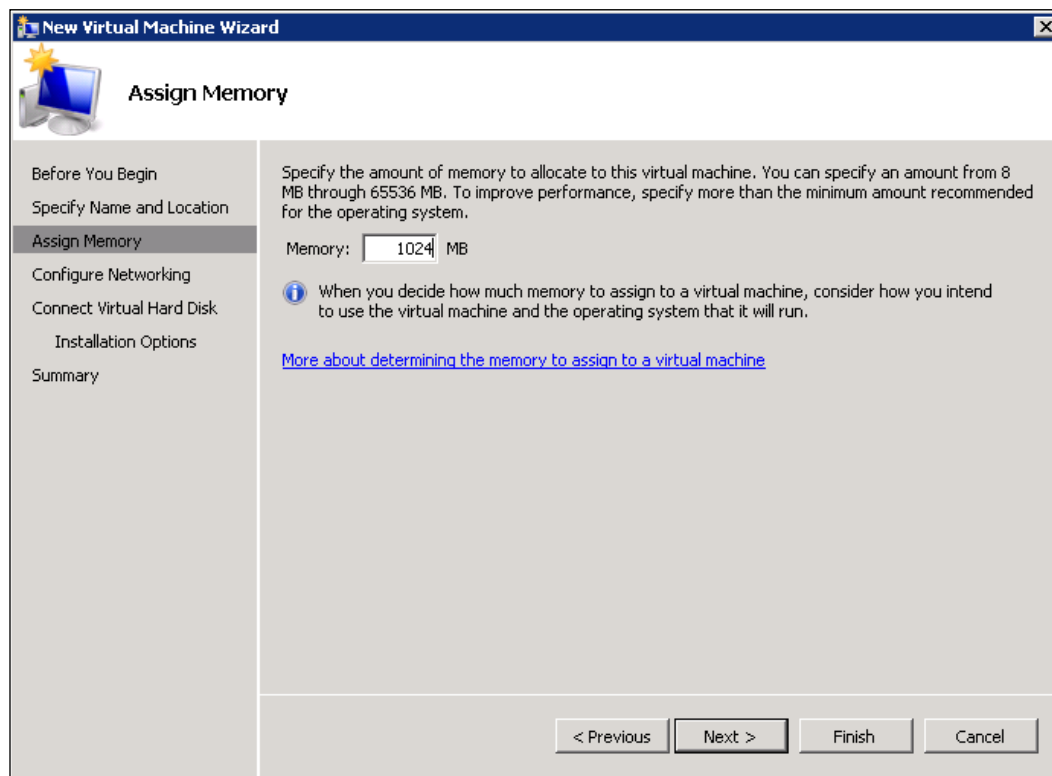 New Virtual Machine Wizard
Assign Memory
Before You Begin
Specify Name and Location
Assign Memory
Configure Networking
Connect Virtual Hard Disk
Installation Options
Summary
Specify the amount of memory to allocate to this virtual machine. You can specify an amount from 8
MB through 65536 MB. To improve performance, specify more than the minimum amount recommended
for the operating system.
Memory: 1024 MB
When you decide how much memory to assign to a virtual machine, consider how you intend
to use the virtual machine and the operating system that it will run.
More about determining the memory to assign to a virtual machine
< Previous Next > Finish Cancel